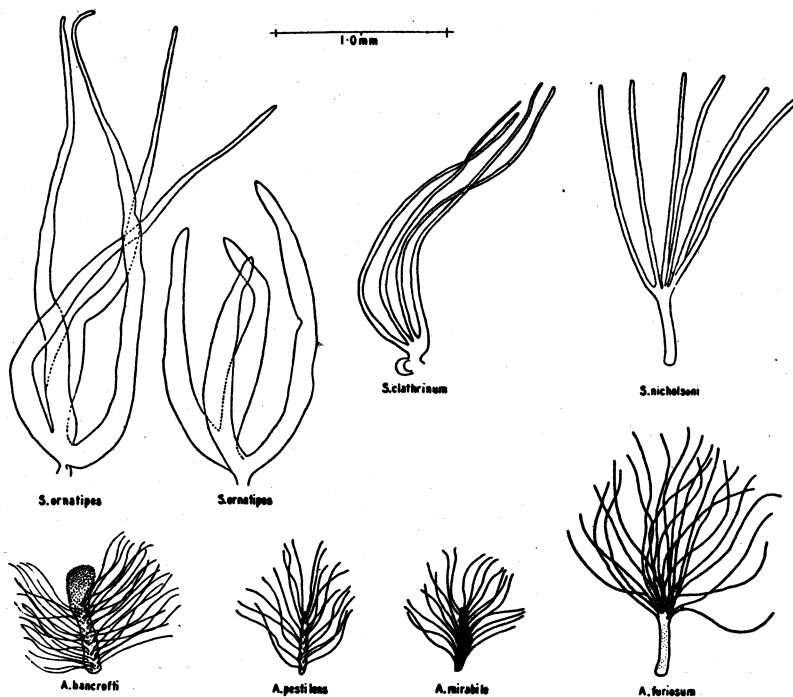 1·0mm
S.clathrinum
S.nicholsoni
S.ornatipes
S.ornatipes
A.bancrofti
A.pestilens
A.mirabile
A.furiosum